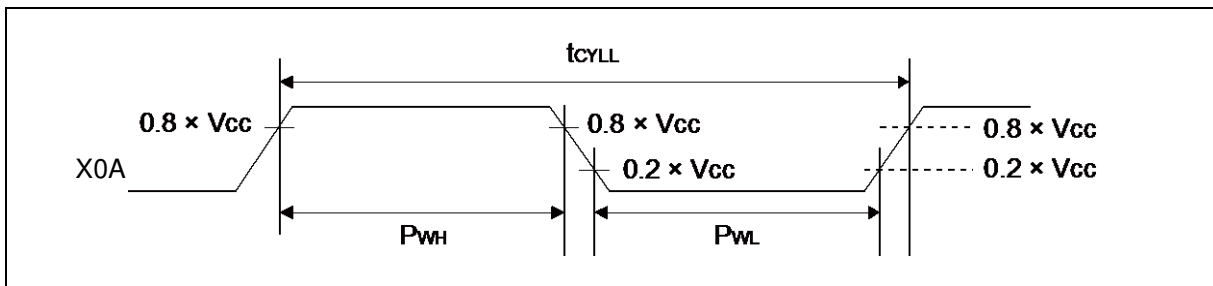 tCYLL
0.8 × Vcc
0.8 × Vcc
0.8 × Vcc
X0A
0.2 × Vcc
0.2 × Vcc
PWH
PWL